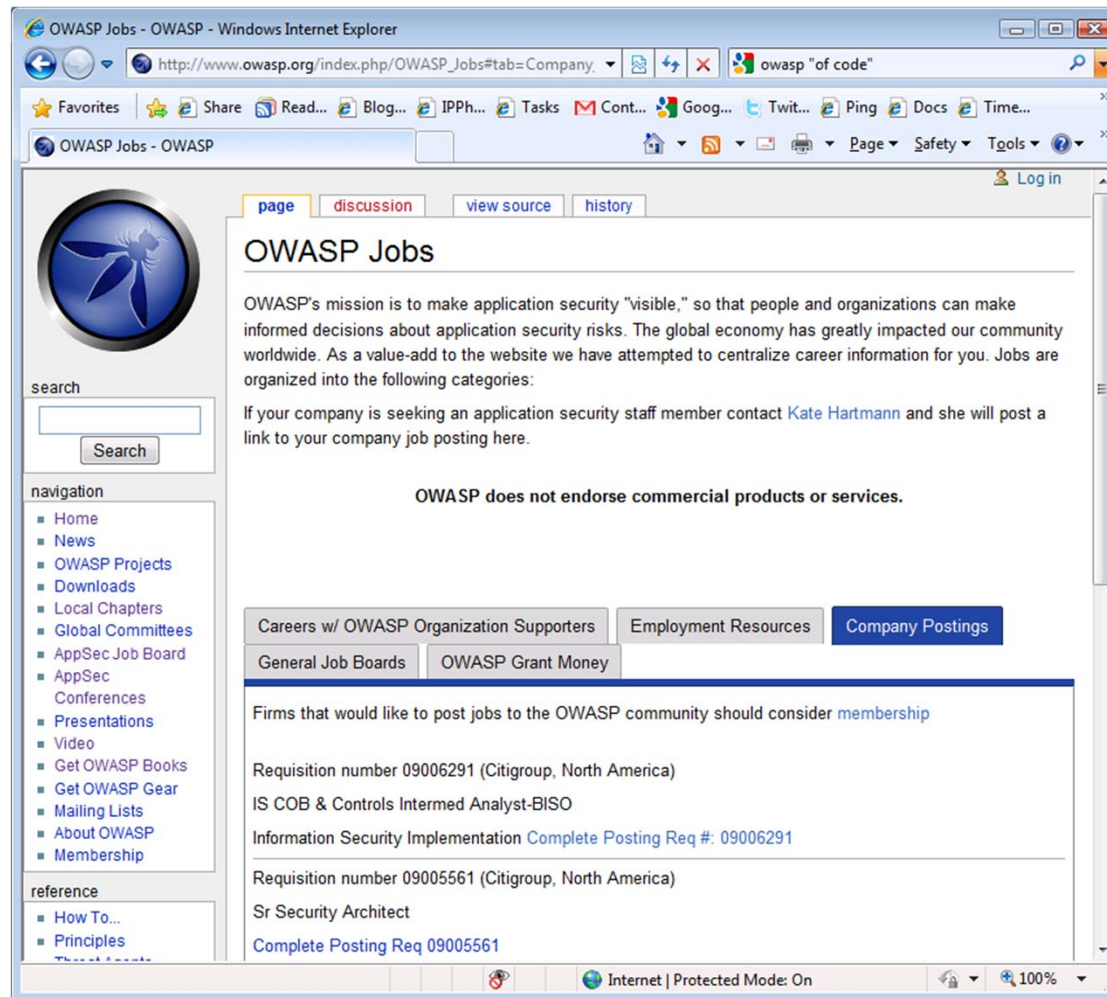 OWASP Jobs - OWASP - Windows Internet Explorer
http://www.owasp.org/index.php/OWASP_Jobs#tab=Company_
owasp "of code"
Favorites Share Read... Blog... IPPh... Tasks Cont... Goog... Twit... Ping Docs Time...
OWASP Jobs - OWASP
Page Safety Tools
Log in
page discussion view source history
OWASP Jobs
OWASP's mission is to make application security "visible," so that people and organizations can make
informed decisions about application security risks. The global economy has greatly impacted our community
worldwide. As a value-add to the website we have attempted to centralize career information for you. Jobs are
organized into the following categories:
If your company is seeking an application security staff member contact Kate Hartmann and she will post a
link to your company job posting here.
OWASP does not endorse commercial products or services.
search
Search
navigation
Home
News
OWASP Projects
Downloads
Local Chapters
Global Committees
AppSec Job Board
AppSec
Conferences
Presentations
Video
Get OWASP Books
Get OWASP Gear
Mailing Lists
About OWASP
Membership
reference
How To...
Principles
Threat Agents
Careers w/ OWASP Organization Supporters Employment Resources Company Postings
General Job Boards OWASP Grant Money
Firms that would like to post jobs to the OWASP community should consider membership
Requisition number 09006291 (Citigroup, North America)
IS COB & Controls Intermed Analyst-BISO
Information Security Implementation Complete Posting Req #: 09006291
Requisition number 09005561 (Citigroup, North America)
Sr Security Architect
Complete Posting Req 09005561
Internet | Protected Mode: On
100%